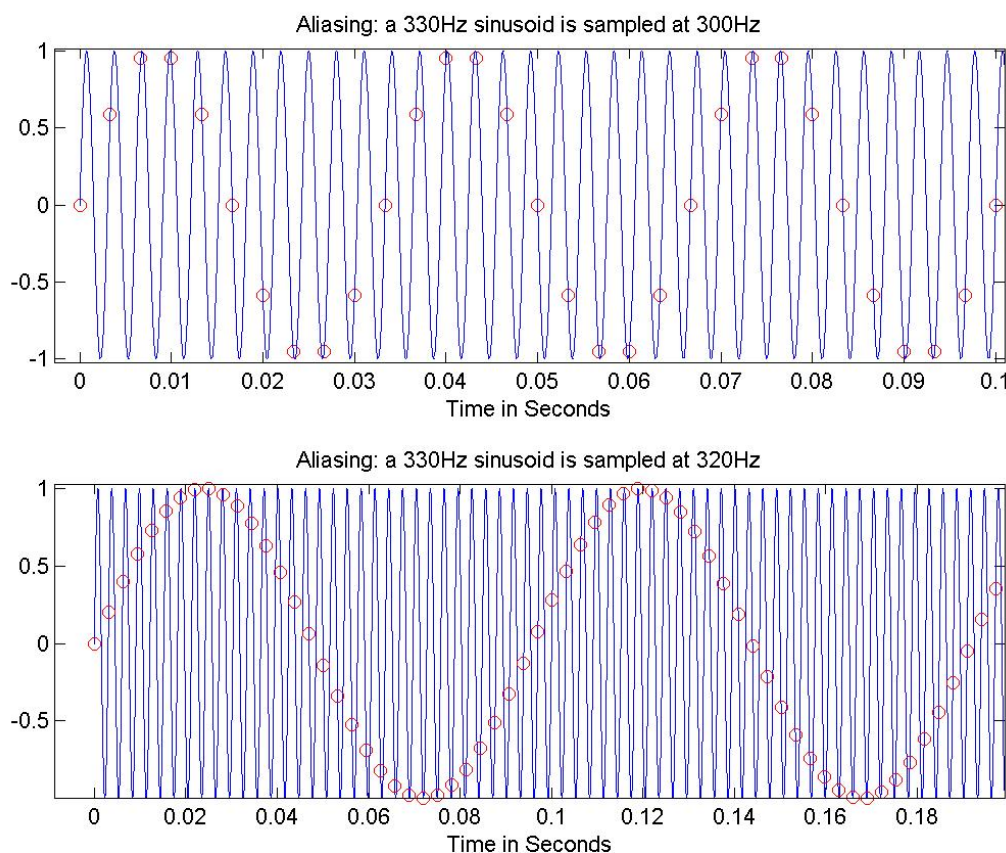 Aliasing: a 330Hz sinusoid is sampled at 300Hz
1
0.5
0
-0.5
-1
0 0.01 0.02 0.03 0.04 0.05 0.06 0.07 0.08 0.09 0.1
Time in Seconds
Aliasing: a 330Hz sinusoid is sampled at 320Hz
1
0.5
0
-0.5
0 0.02 0.04 0.06 0.08 0.1 0.12 0.14 0.16 0.18
Time in Seconds